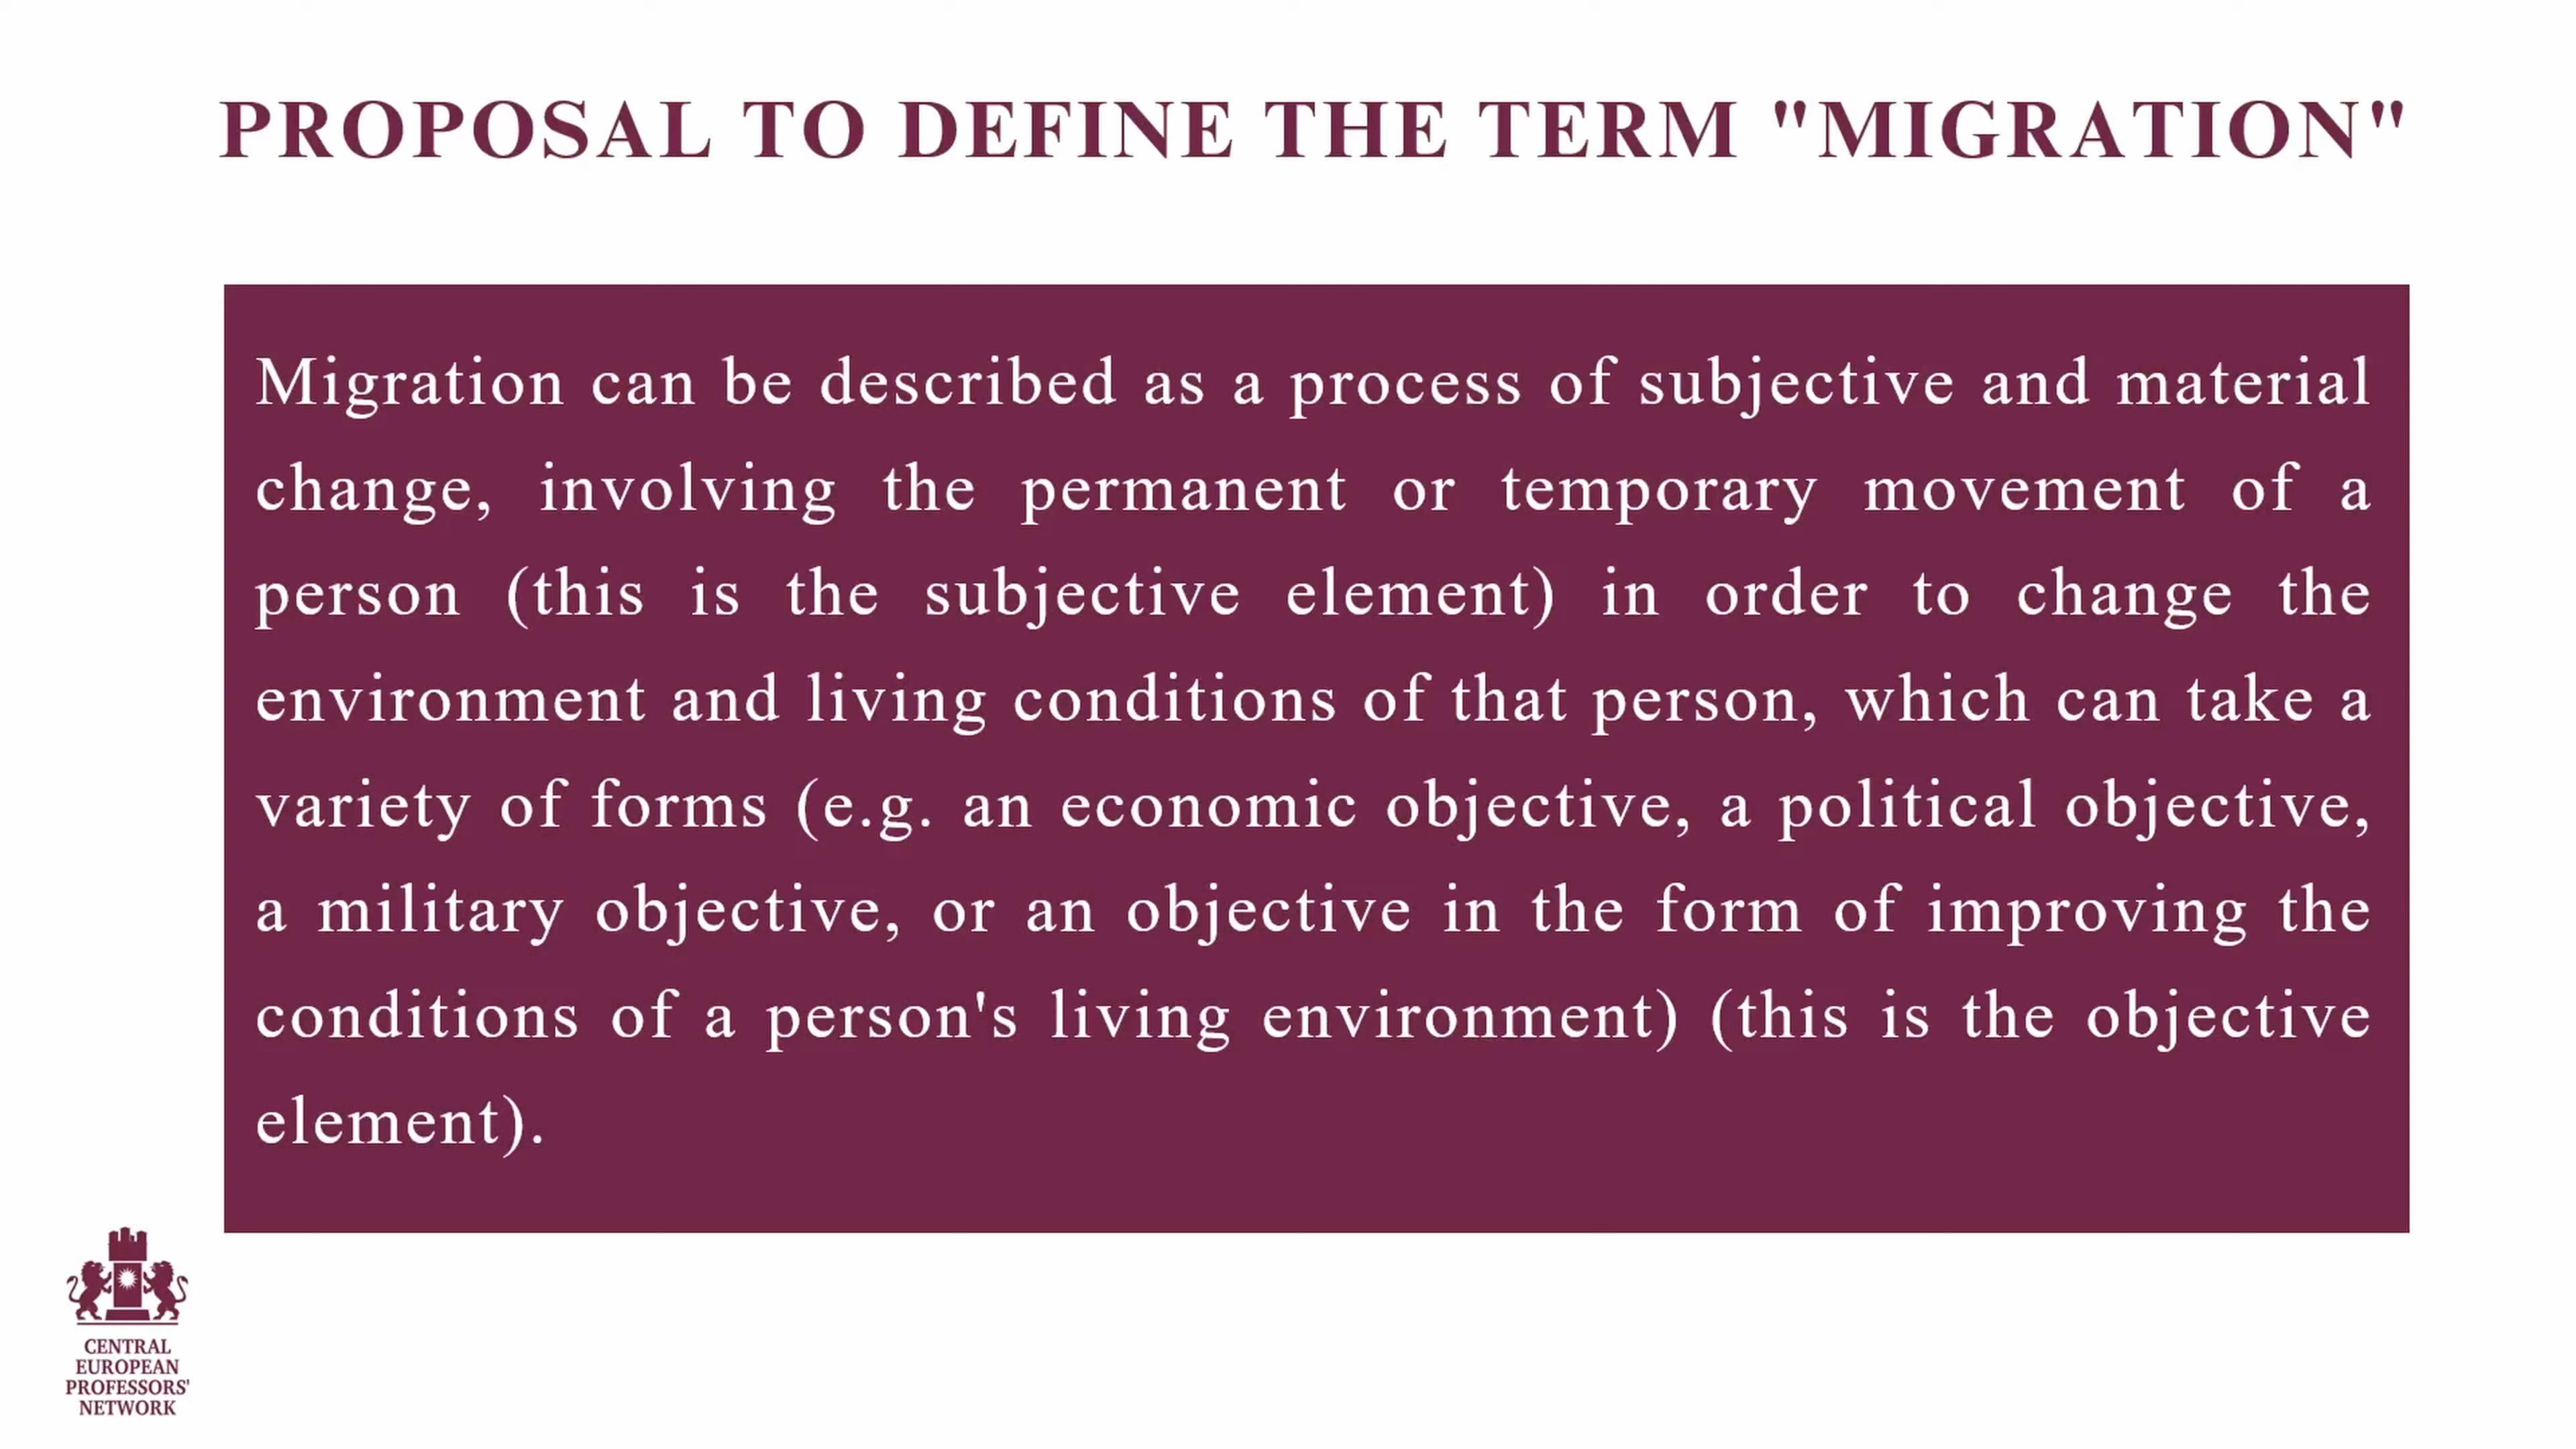 PROPOSAL TO DEFINE THE TERM "MIGRATION"
Migration can be described as a process of subjective and material
change, involving the permanent or temporary movement of a
person (this is the subjective element) in order to change the
environment and living conditions of that person, which can take a
variety of forms (e.g. an economic objective, a political objective,
a military objective, or an objective in the form of improving the
conditions of a person's living environment) (this is the objective
element).
CENTRAL
EUROPEAN
PROFESSORS'
NETWORK